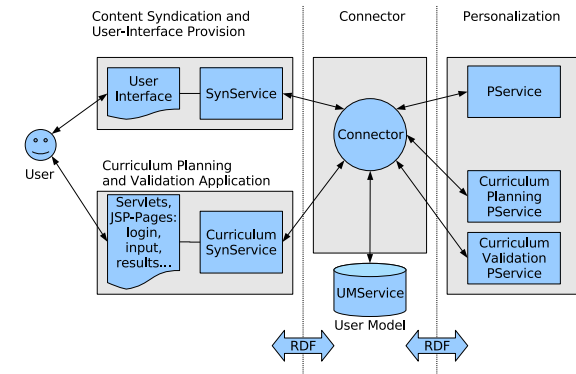 Content Syndication and
User-Interface Provision
Connector
Personalization
User
Interface
SynService
PService
Connector
User
Curriculum Planning
and Validation Application
Servlets,
JSP-Pages:
login,
input,
results...
Curriculum
SynService
Curriculum
Planning
PService
Curriculum
Validation
PService
UMService
User Model
RDF
RDF